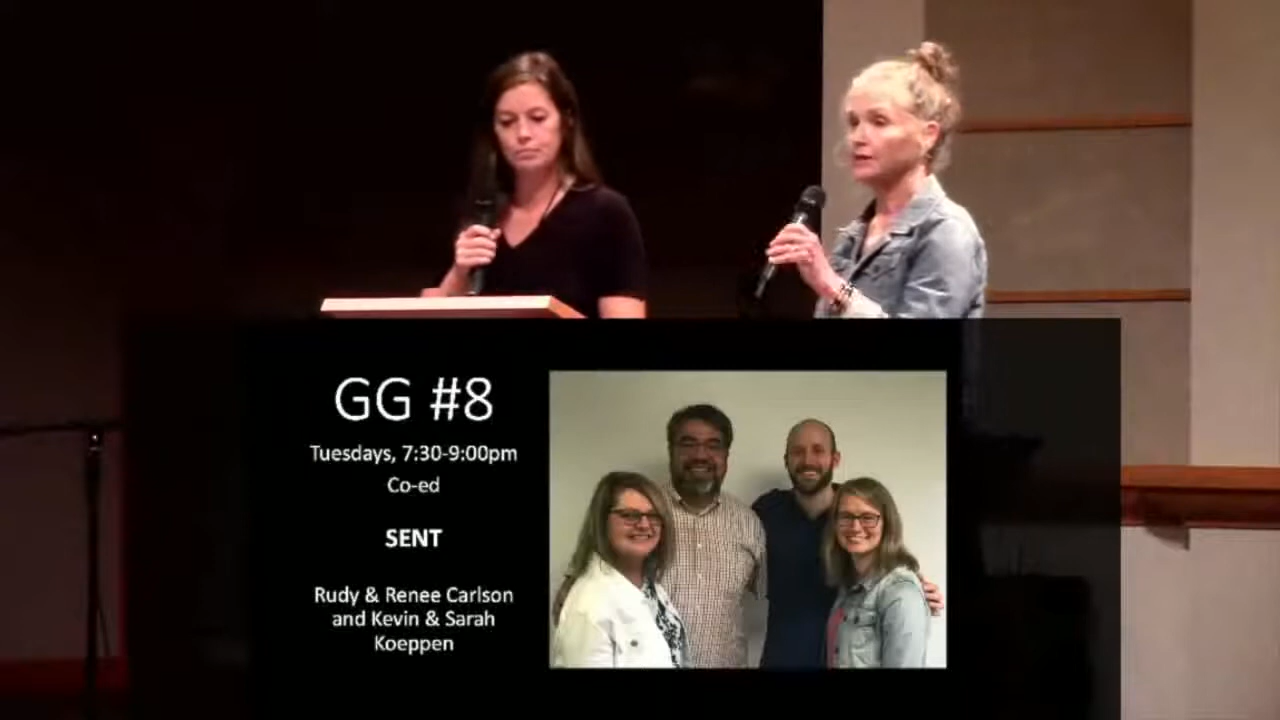 GG #8
Tuesdays, 7:30-9:00pm
Co-ed
SENT
Rudy & Renee Carlson
and Kevin & Sarah
Koeppen